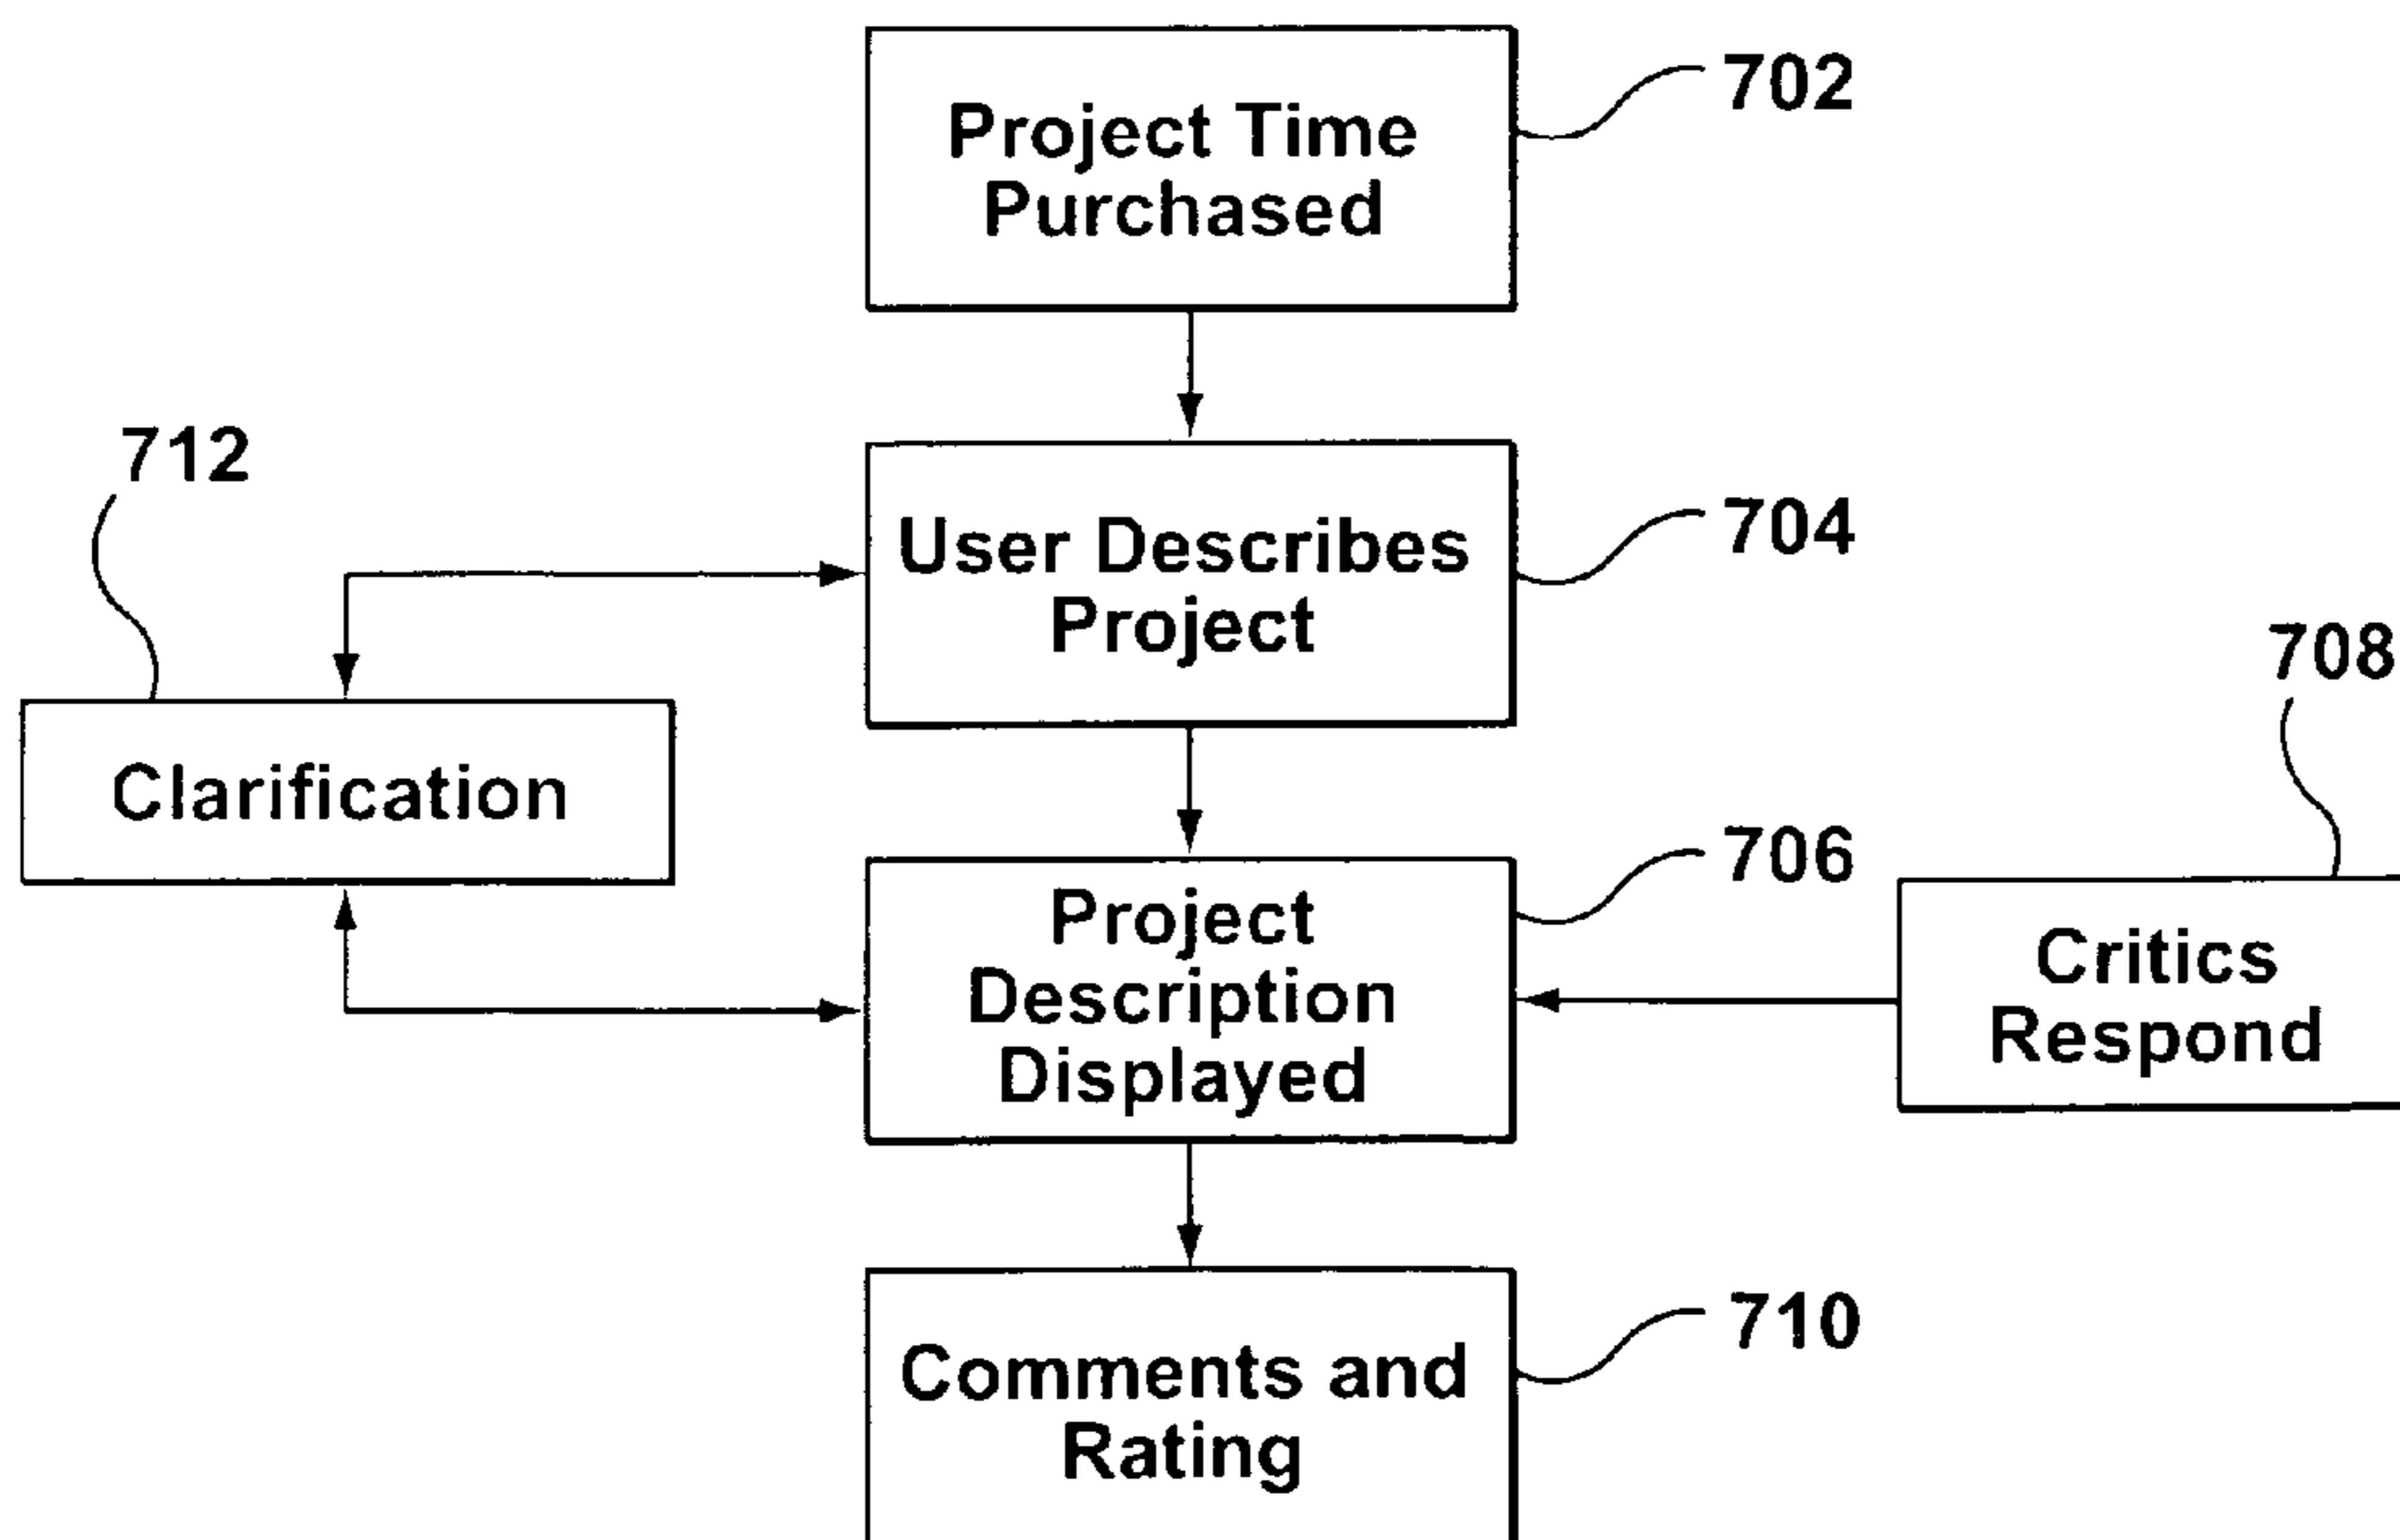 Project Time
Purchased
702
712
User Describes
Project
704
708
Clarification
Project
Description
Displayed
706
Critics
Respond
Comments and
Rating
710